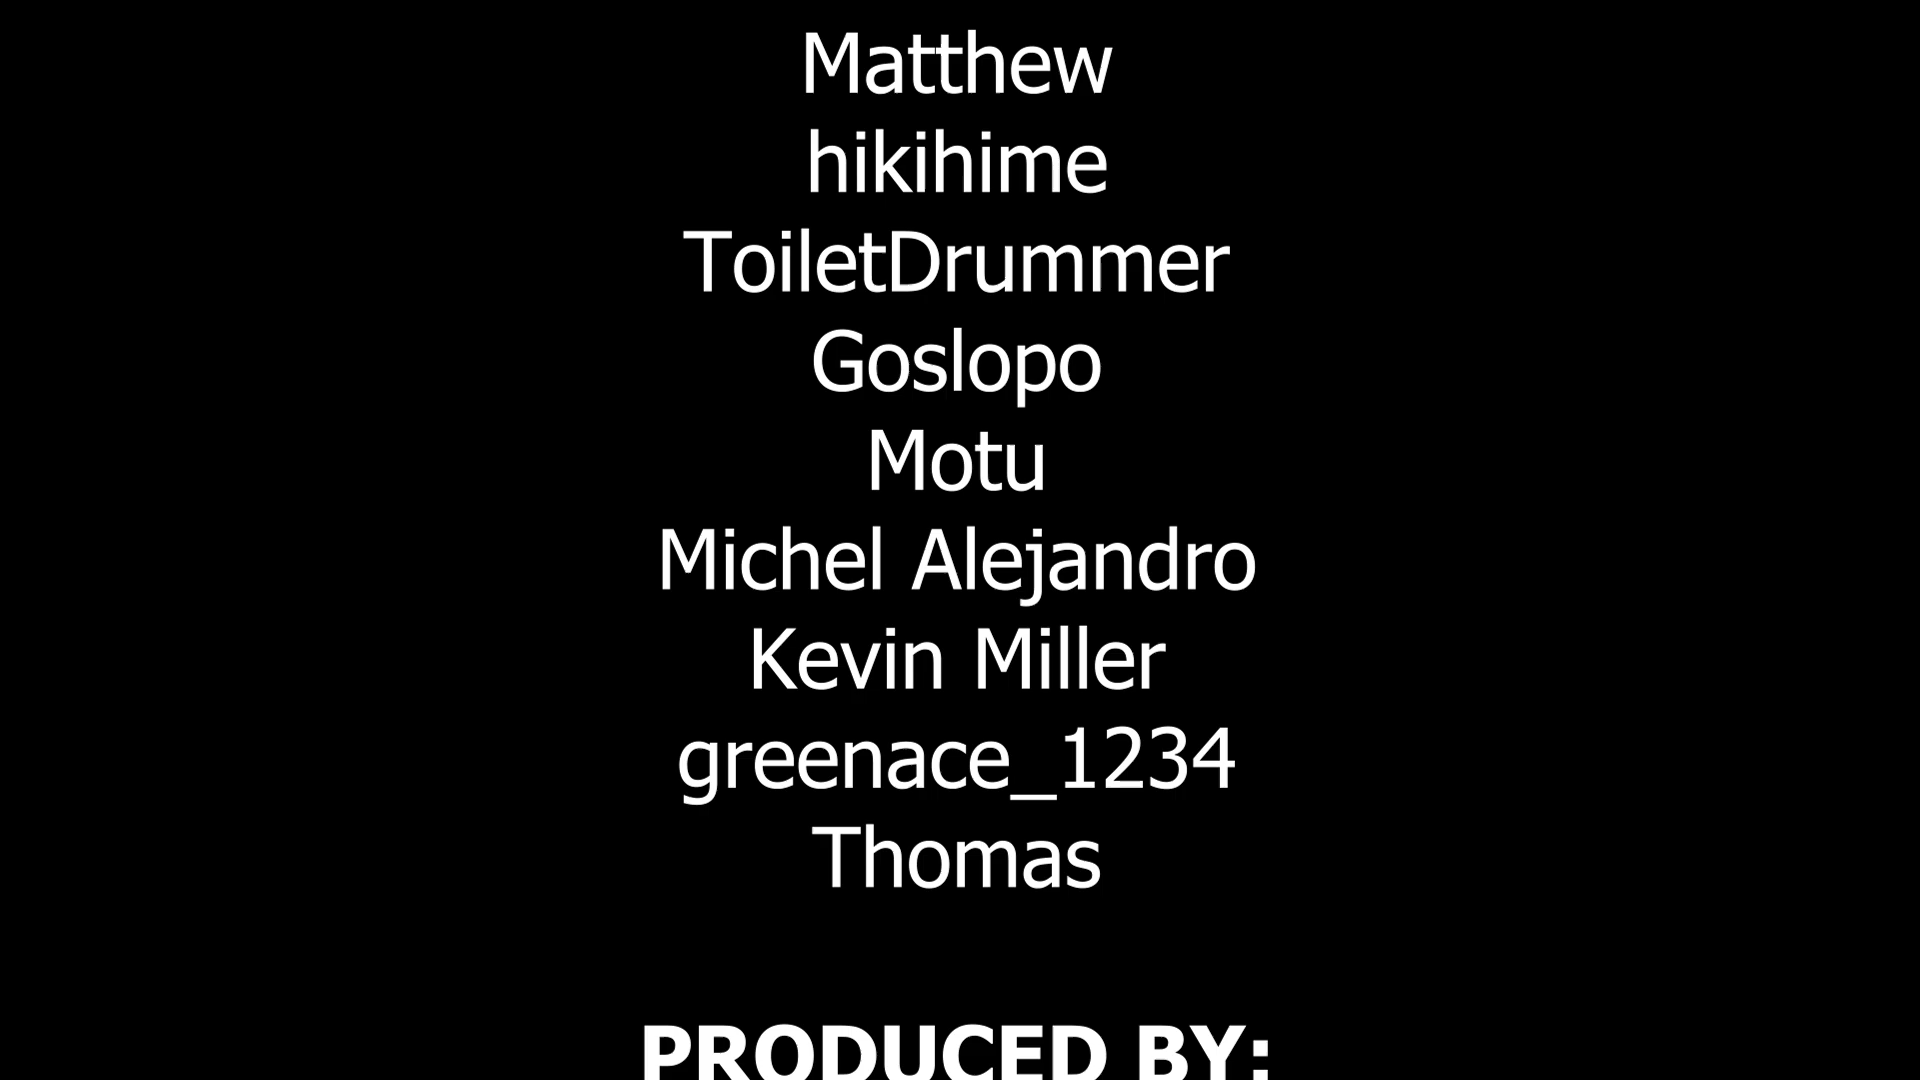 Matthew
hikihime
ToiletDrummer
Goslopo
Motu
Michel Alejandro
Kevin Miller
greenace_1234
Thomas
PRODUCED BY: